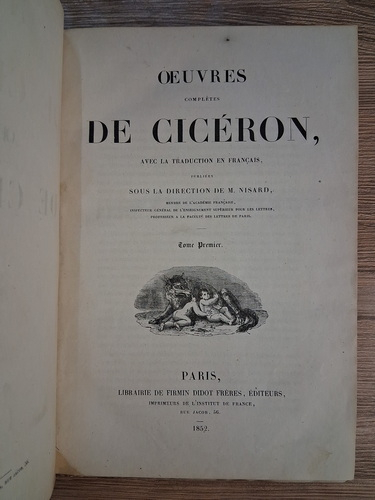 ŒUVRES
COMPLÈTES
DE CICÉRON,
AVEC LA TRADUCTION EN FRANÇAIS,
PUBLIÉES
SOUS LA DIRECTION DE M. NISARD,
MEMBRE DE L'ACADÉMIE FRANÇAISE,
INSPECTEUR GÉNÉRAL DE L'ENSEIGNEMENT SUPÉRIEUR POUR LES LETTRES,
PROFESSEUR A LA FACULTÉ DES LETTRES DE PARIS.
Tome Premier.
PARIS,
LIBRAIRIE DE FIRMIN DIDOT FRÈRES, EDITEURS,
IMPRIMEURS DE L'INSTITUT DE FRANCE,
RUE JACOB, 56.
1852.